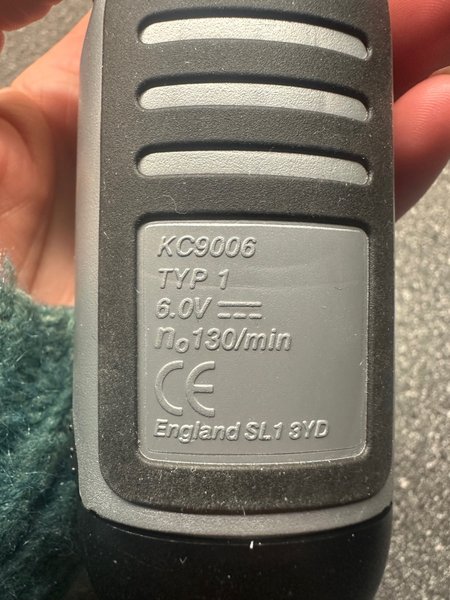 KC9006
TYP 1
6.0V ⎓
n₀130/min
CE
England SL1 3YD